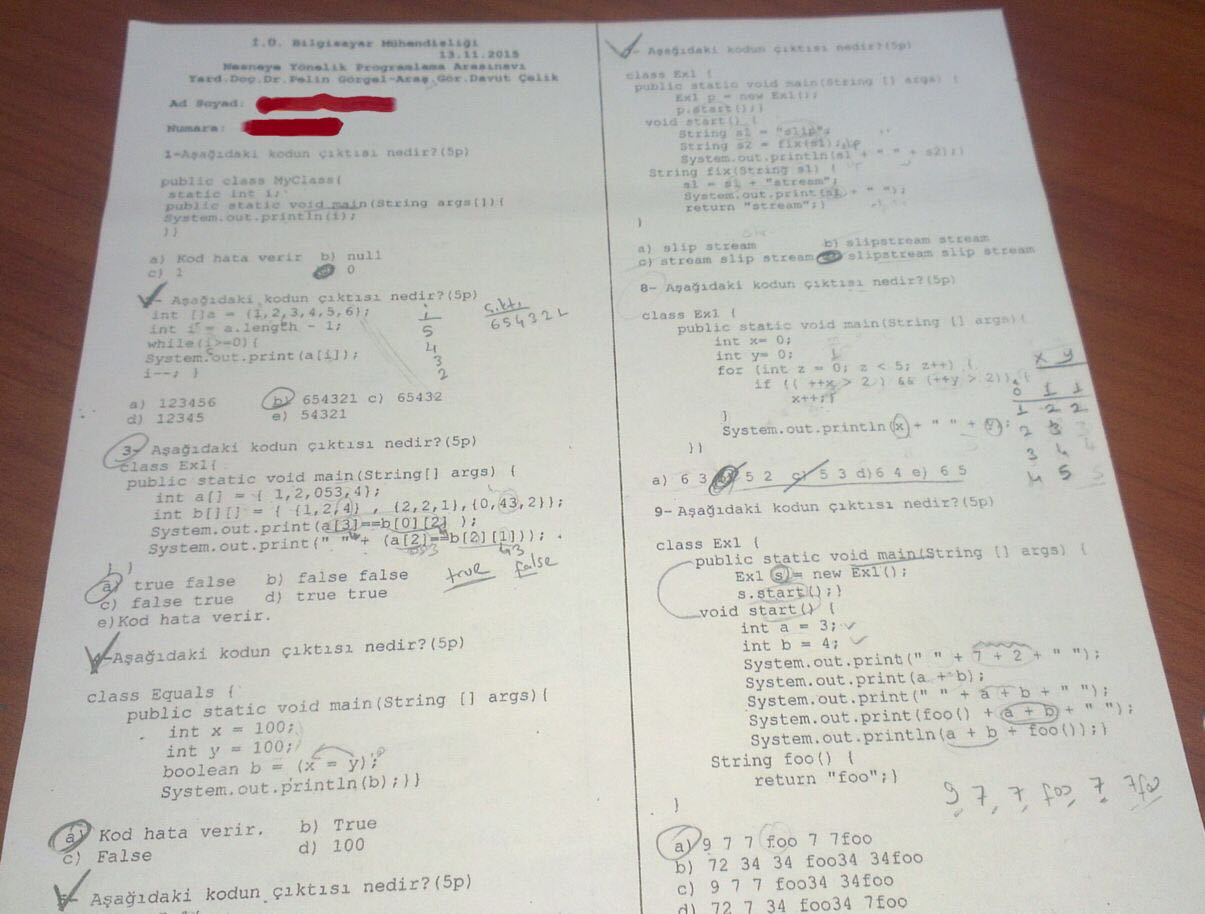 İ.Ü. Bilgisayar Mühendisliği
13.11.2015
Nesneye Yönelik Programlama Arasınavı
Yard.Doç.Dr.Pelin Görgel-Araş.Gör.Davut Çelik
Ad Soyad:
Numara:
1-Aşağıdaki kodun çıktısı nedir?(5p)
public class MyClass{
static int i;
public static void main(String args[]){
System.out.println(i);
}}
a) Kod hata verir b) null
c) 1 d) 0
2- Aşağıdaki kodun çıktısı nedir?(5p)
int []a = {1,2,3,4,5,6};
int i = a.length - 1;
while(i>=0){
System.out.print(a[i]);
i--; }
i
5
4
3
2
654321
a) 123456 b) 654321 c) 65432
d) 12345 e) 54321
3- Aşağıdaki kodun çıktısı nedir?(5p)
class Ex1{
public static void main(String[] args) {
int a[] = { 1,2,053,4};
int b[][] = { {1,2,4} , {2,2,1},{0,43,2}};
System.out.print(a[3]==b[0][2] );
System.out.print(" " + (a[2]==b[2][1]));
} }
true false
a) true false b) false false
c) false true d) true true
e)Kod hata verir.
4-Aşağıdaki kodun çıktısı nedir?(5p)
class Equals {
public static void main(String [] args){
int x = 100;
int y = 100;
boolean b = (x = y);
System.out.println(b);}}
a) Kod hata verir. b) True
c) False d) 100
5- Aşağıdaki kodun çıktısı nedir?(5p)
- Aşağıdaki kodun çıktısı nedir?(5p)
class Ex1 {
public static void main(String [] args) {
Ex1 p = new Ex1();
p.start();}
void start() {
String s1 = "slip";
String s2 = fix(s1);
System.out.println(s1 + " " + s2);}
String fix(String s1) {
s1 = s1 + "stream";
System.out.print(s1 + " ");
return "stream";}
}
a) slip stream b) slipstream stream
c) stream slip stream d) slipstream slip stream
8- Aşağıdaki kodun çıktısı nedir?(5p)
class Ex1 {
public static void main(String [] args){
int x= 0;
int y= 0;
for (int z = 0; z < 5; z++) {
if (( ++x > 2 ) && (++y > 2)) {
x++;}
}
System.out.println(x + " " + y);
}}
x y
0 1 1
1 2 2
2 3 3
3 4 4
4 5 5
a) 6 3 b) 5 2 c) 5 3 d)6 4 e) 6 5
9- Aşağıdaki kodun çıktısı nedir?(5p)
class Ex1 {
public static void main(String [] args) {
Ex1 s = new Ex1();
s.start();}
void start() {
int a = 3;
int b = 4;
System.out.print(" " + 7 + 2 + " ");
System.out.print(a + b);
System.out.print(" " + a + b + " ");
System.out.print(foo() + a + b + " ");
System.out.println(a + b + foo());}
String foo() {
return "foo";}
}
9, 7, 7, foo 7, 7foo
a) 9 7 7 foo 7 7foo
b) 72 34 34 foo34 34foo
c) 9 7 7 foo34 34foo
d) 72 7 34 foo34 7foo